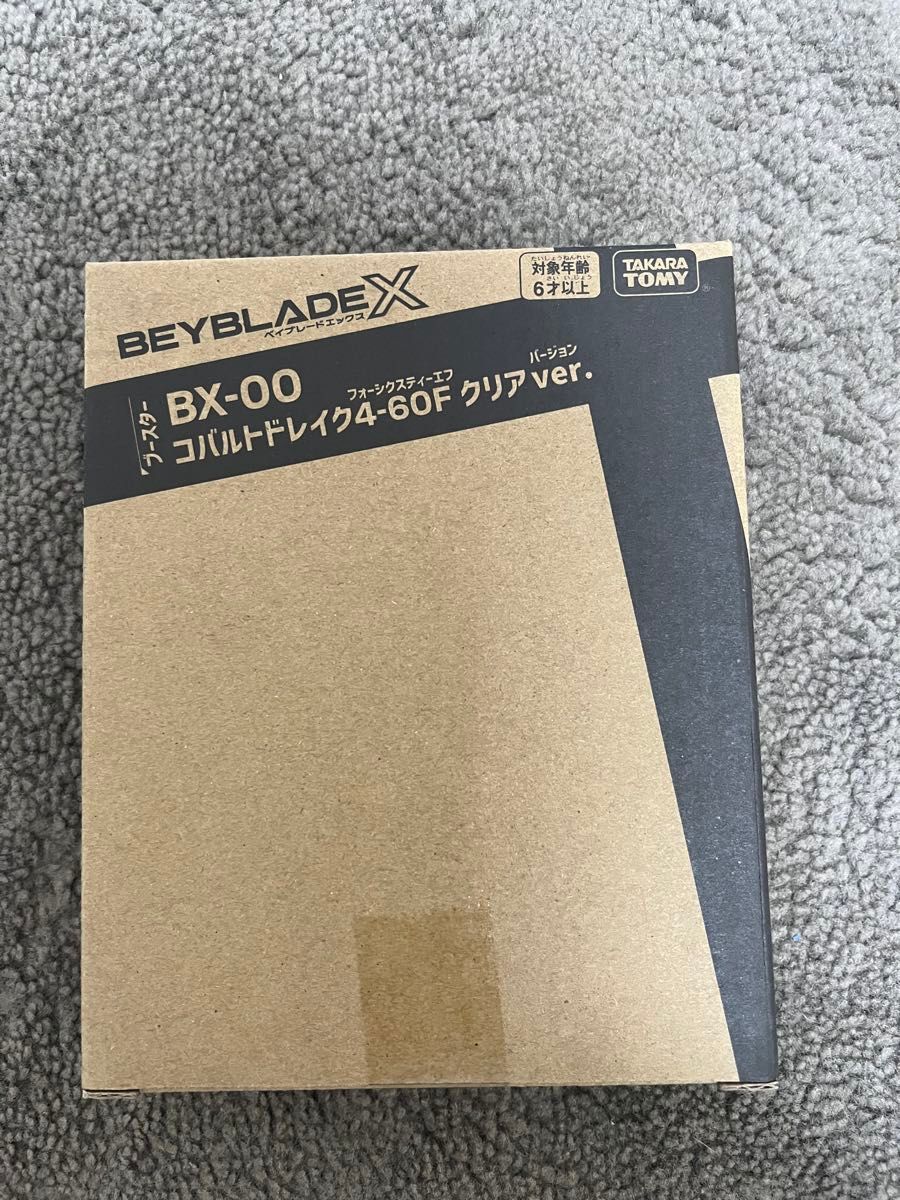 BEYBLADE X
ベイブレードエックス
たいしょうねんれい
対象年齢
さい いじょう
6才以上
TAKARA
TOMY
ブースター
BX-00
フォーシクスティーエフ バージョン
コバルトドレイク4-60F クリアver.